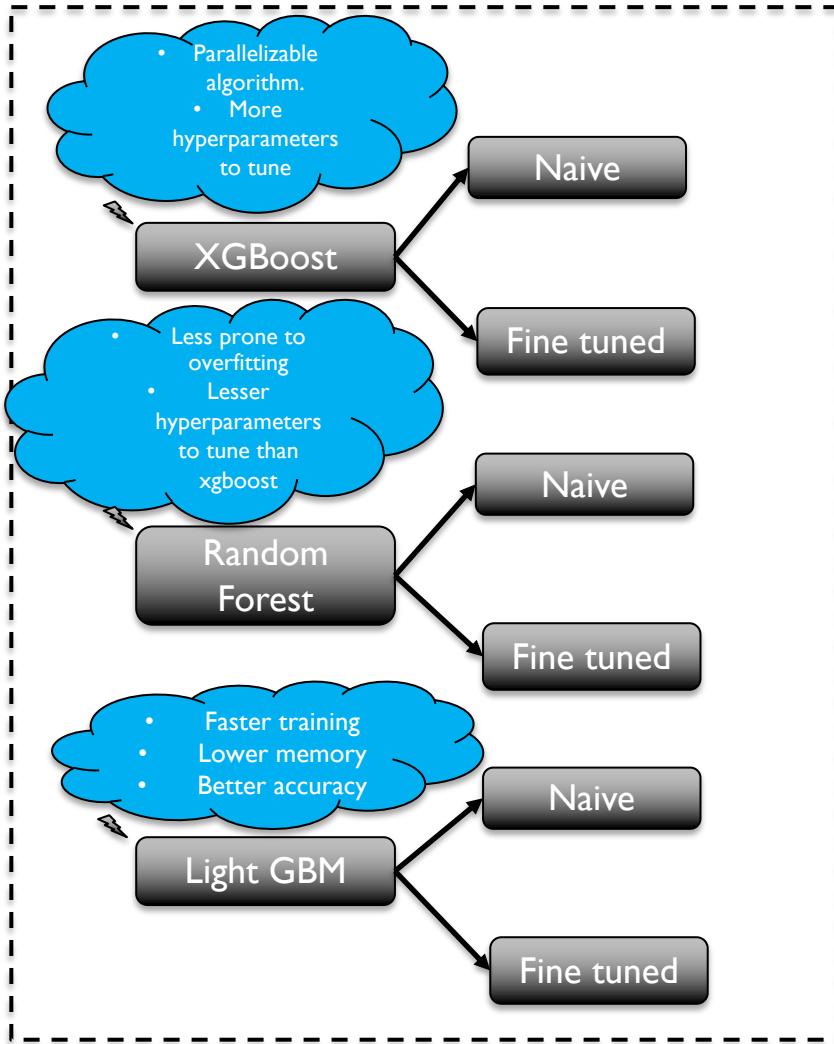 • Parallelizable
algorithm.
• More
hyperparameters
to tune
Naive
XGBoost
Fine tuned
• Less prone to
overfitting
• Lesser
hyperparameters
to tune than
xgboost
Naive
Random
Forest
Fine tuned
• Faster training
• Lower memory
• Better accuracy
Naive
Light GBM
Fine tuned